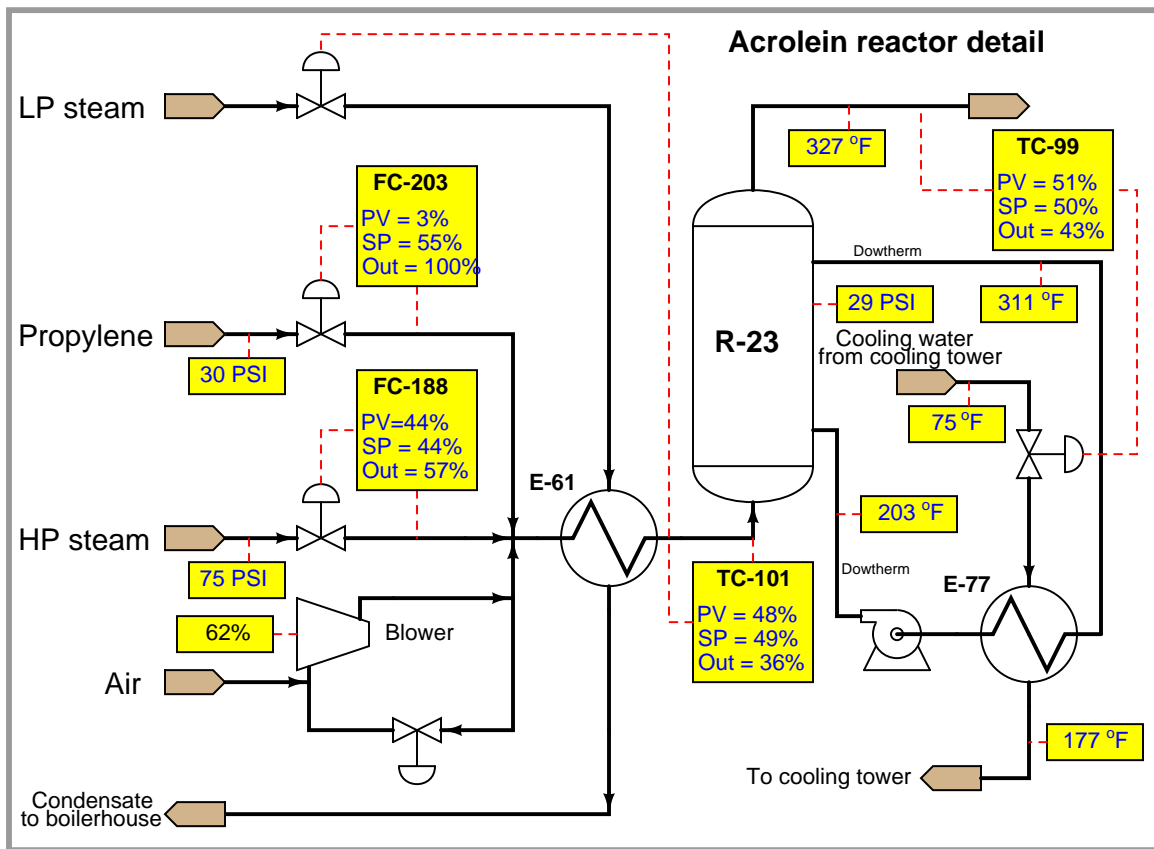 Acrolein reactor detail
LP steam
327 °F
TC-99
PV = 51%
SP = 50%
Out = 43%
FC-203
PV = 3%
SP = 55%
Out = 100%
Dowtherm
29 PSI
311 °F
Propylene
30 PSI
R-23
Cooling water
from cooling tower
75 °F
FC-188
PV=44%
SP = 44%
Out = 57%
E-61
HP steam
75 PSI
203 °F
TC-101
PV = 48%
SP = 49%
Out = 36%
Dowtherm
E-77
62%
Blower
Air
177 °F
To cooling tower
Condensate
to boilerhouse